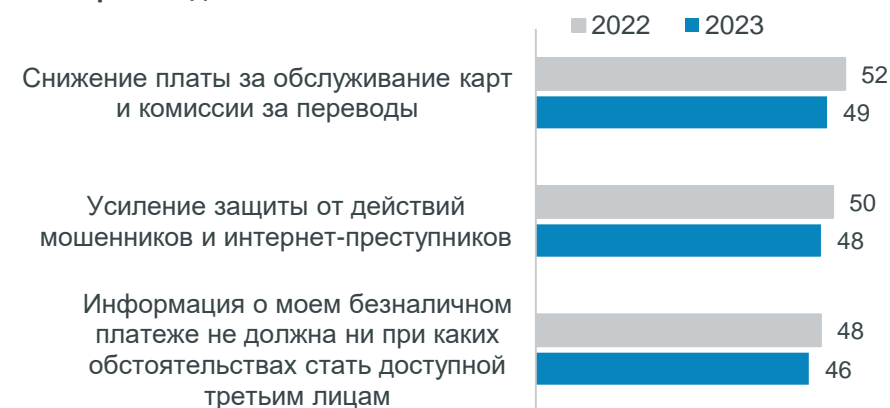 2022 2023
Снижение платы за обслуживание карт
и комиссии за переводы
52
49
Усиление защиты от действий
мошенников и интернет-преступников
50
48
Информация о моем безналичном
платеже не должна ни при каких
обстоятельствах стать доступной
третьим лицам
48
46